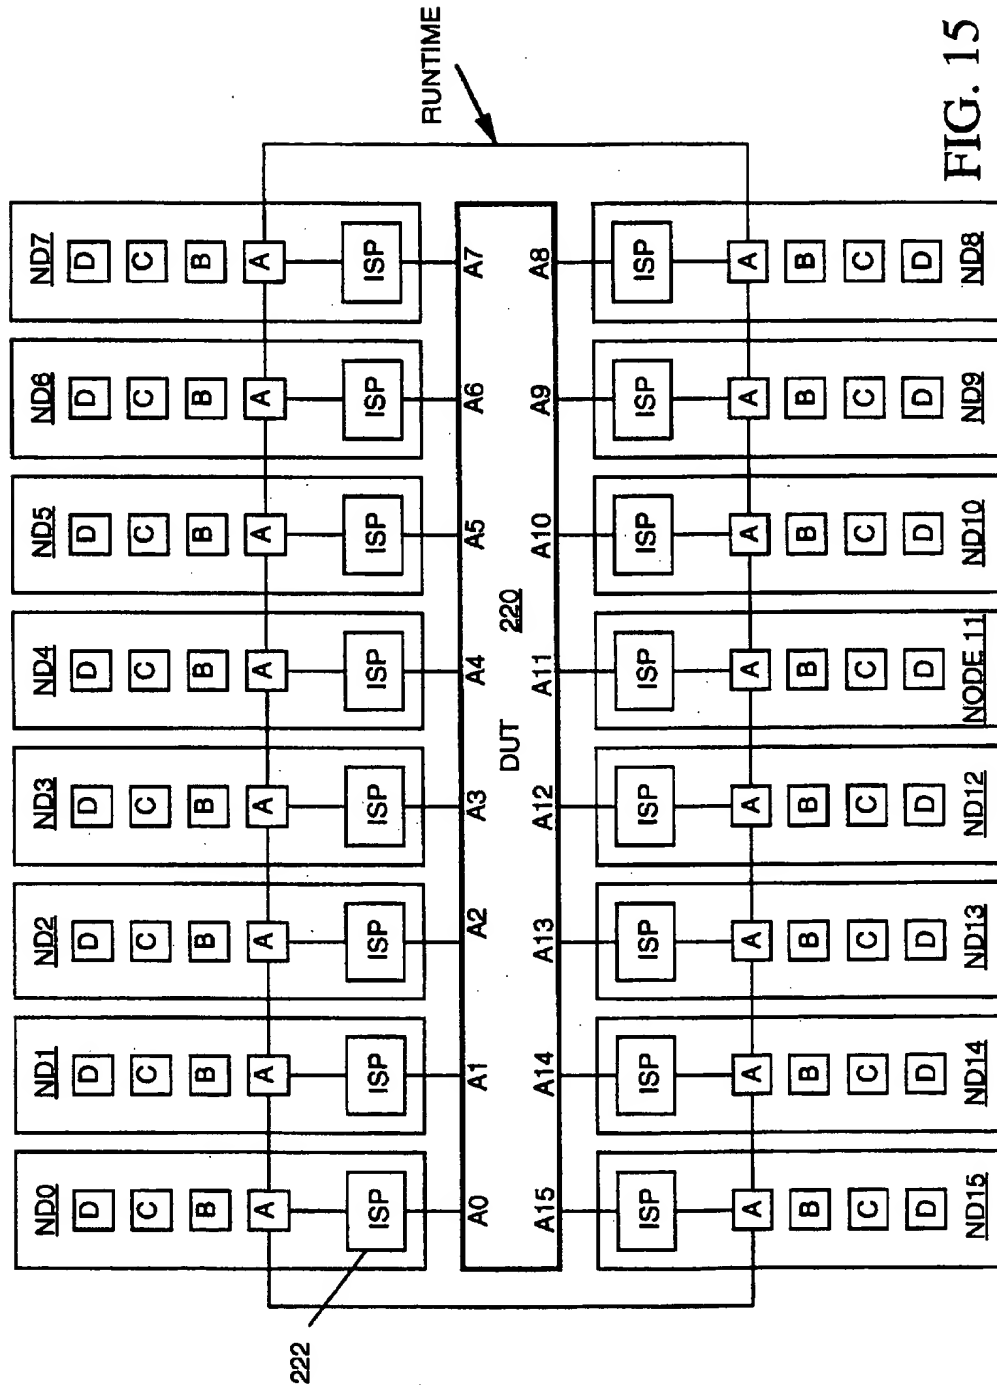 ND0 ND1 ND2 ND3 ND4 ND5 ND6 ND7
D D D D D D D D
C C C C C C C C
B B B B B B B B
A A A A A A A A
RUNTIME
222
ISP ISP ISP ISP ISP ISP ISP ISP
A0 A1 A2 A3 A4 A5 A6 A7
DUT 220
A15 A14 A13 A12 A11 A10 A9 A8
ISP ISP ISP ISP ISP ISP ISP ISP
A A A A A A A A
B B B B B B B B
C C C C C C C C
D D D D D D D D
ND15 ND14 ND13 ND12 NODE 11 ND10 ND9 ND8
FIG. 15